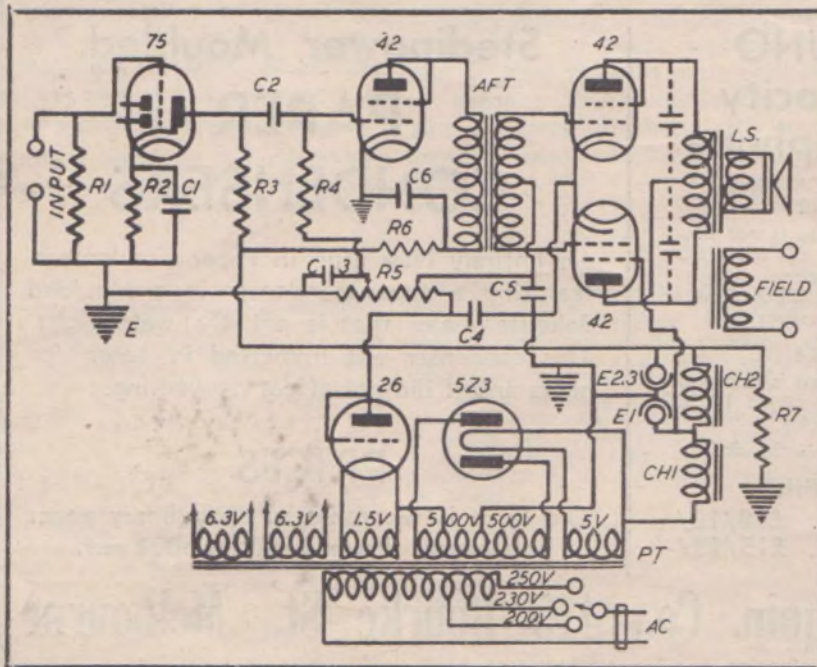 75
42
42
C2
AFT
LS.
INPUT
R1
R2
C1
R3
R4
C6
R6
C 3
R5
C5
C4
42
FIELD
E
E2.3
E1
CH2
R7
CH1
26
5Z3
6.3V
6.3V
1.5V
500V
500V
5V
PT
250V
230V
200V
AC